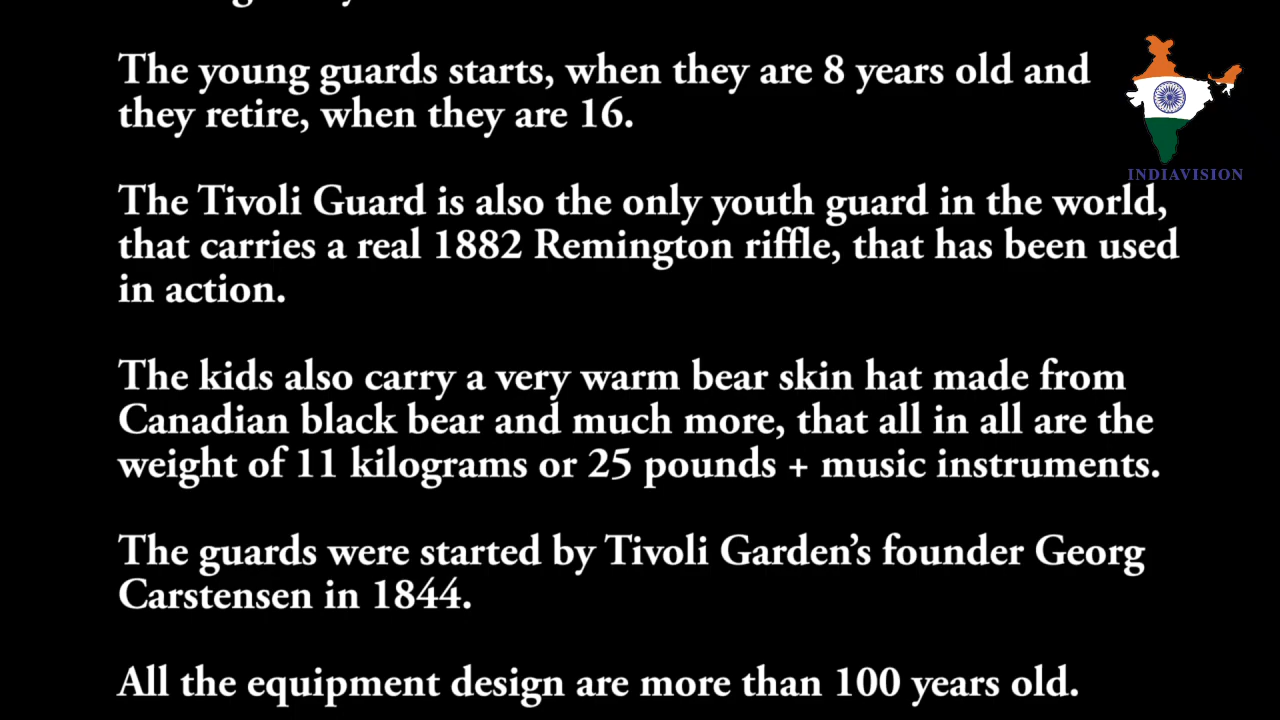 The young guards starts, when they are 8 years old and
they retire, when they are 16.
INDIAVISION
The Tivoli Guard is also the only youth guard in the world,
that carries a real 1882 Remington riffle, that has been used
in action.
The kids also carry a very warm bear skin hat made from
Canadian black bear and much more, that all in all are the
weight of 11 kilograms or 25 pounds + music instruments.
The guards were started by Tivoli Garden’s founder Georg
Carstensen in 1844.
All the equipment design are more than 100 years old.